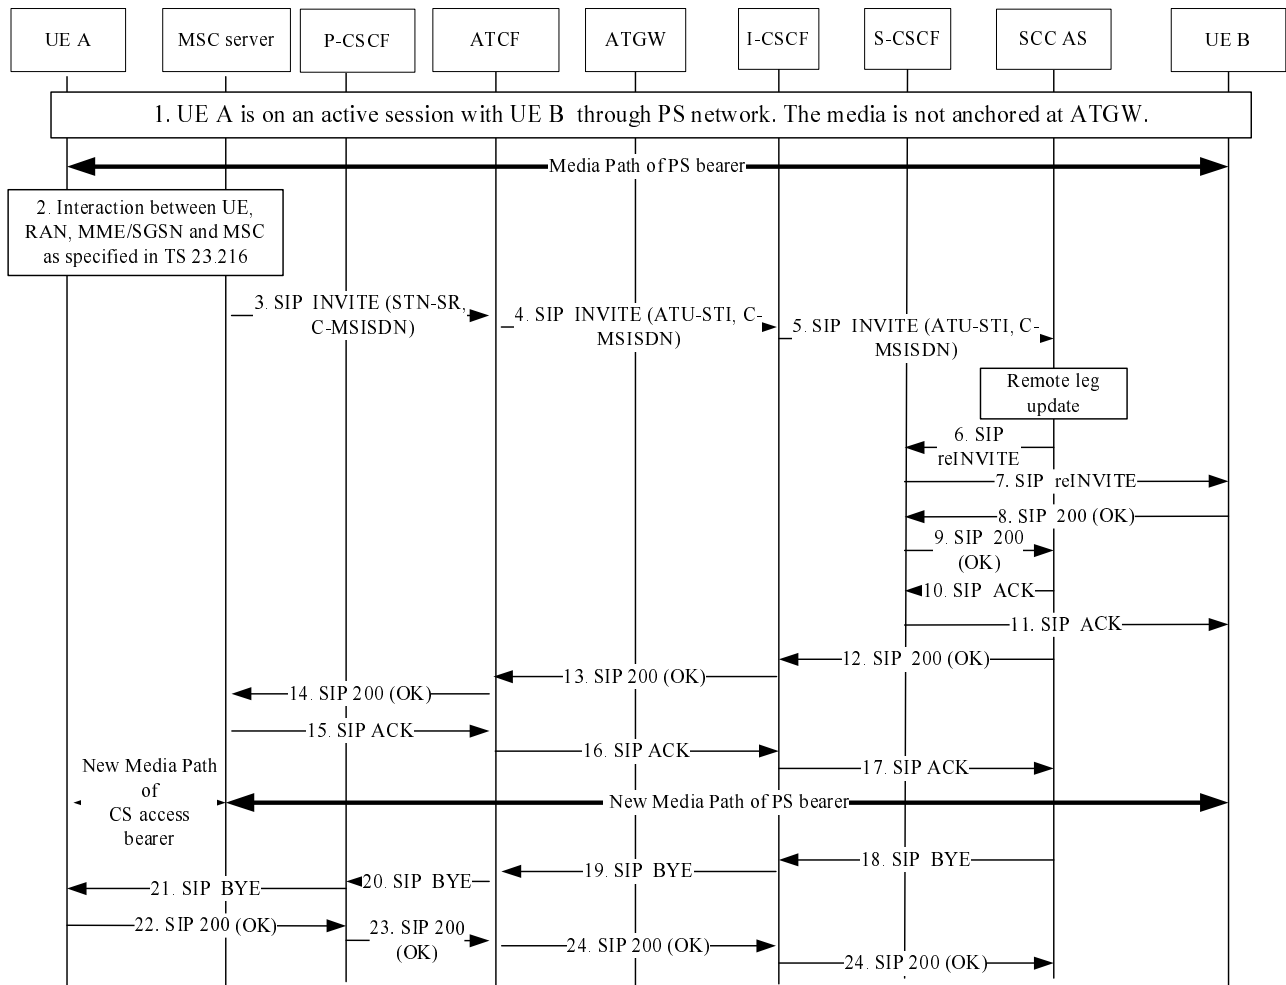 UE A
MSC server
P-CSCF
ATCF
ATGW
I-CSCF
S-CSCF
SCC AS
UE B
1. UE A is on an active session with UE B through PS network. The media is not anchored at ATGW.
Media Path of PS bearer
2. Interaction between UE,
RAN, MME/SGSN and MSC
as specified in TS 23.216
3. SIP INVITE (STN-SR,
C-MSISDN)
4. SIP INVITE (ATU-STI, C-
MSISDN)
5. SIP INVITE (ATU-STI, C-
MSISDN)
Remote leg
update
6. SIP
reINVITE
7. SIP reINVITE
8. SIP 200 (OK)
9. SIP 200
(OK)
10. SIP ACK
11. SIP ACK
12. SIP 200 (OK)
13. SIP 200 (OK)
14. SIP 200 (OK)
15. SIP ACK
16. SIP ACK
17. SIP ACK
New Media Path
of
CS access
bearer
New Media Path of PS bearer
18. SIP BYE
19. SIP BYE
20. SIP BYE
21. SIP BYE
22. SIP 200 (OK)
23. SIP 200
(OK)
24. SIP 200 (OK)
24. SIP 200 (OK)